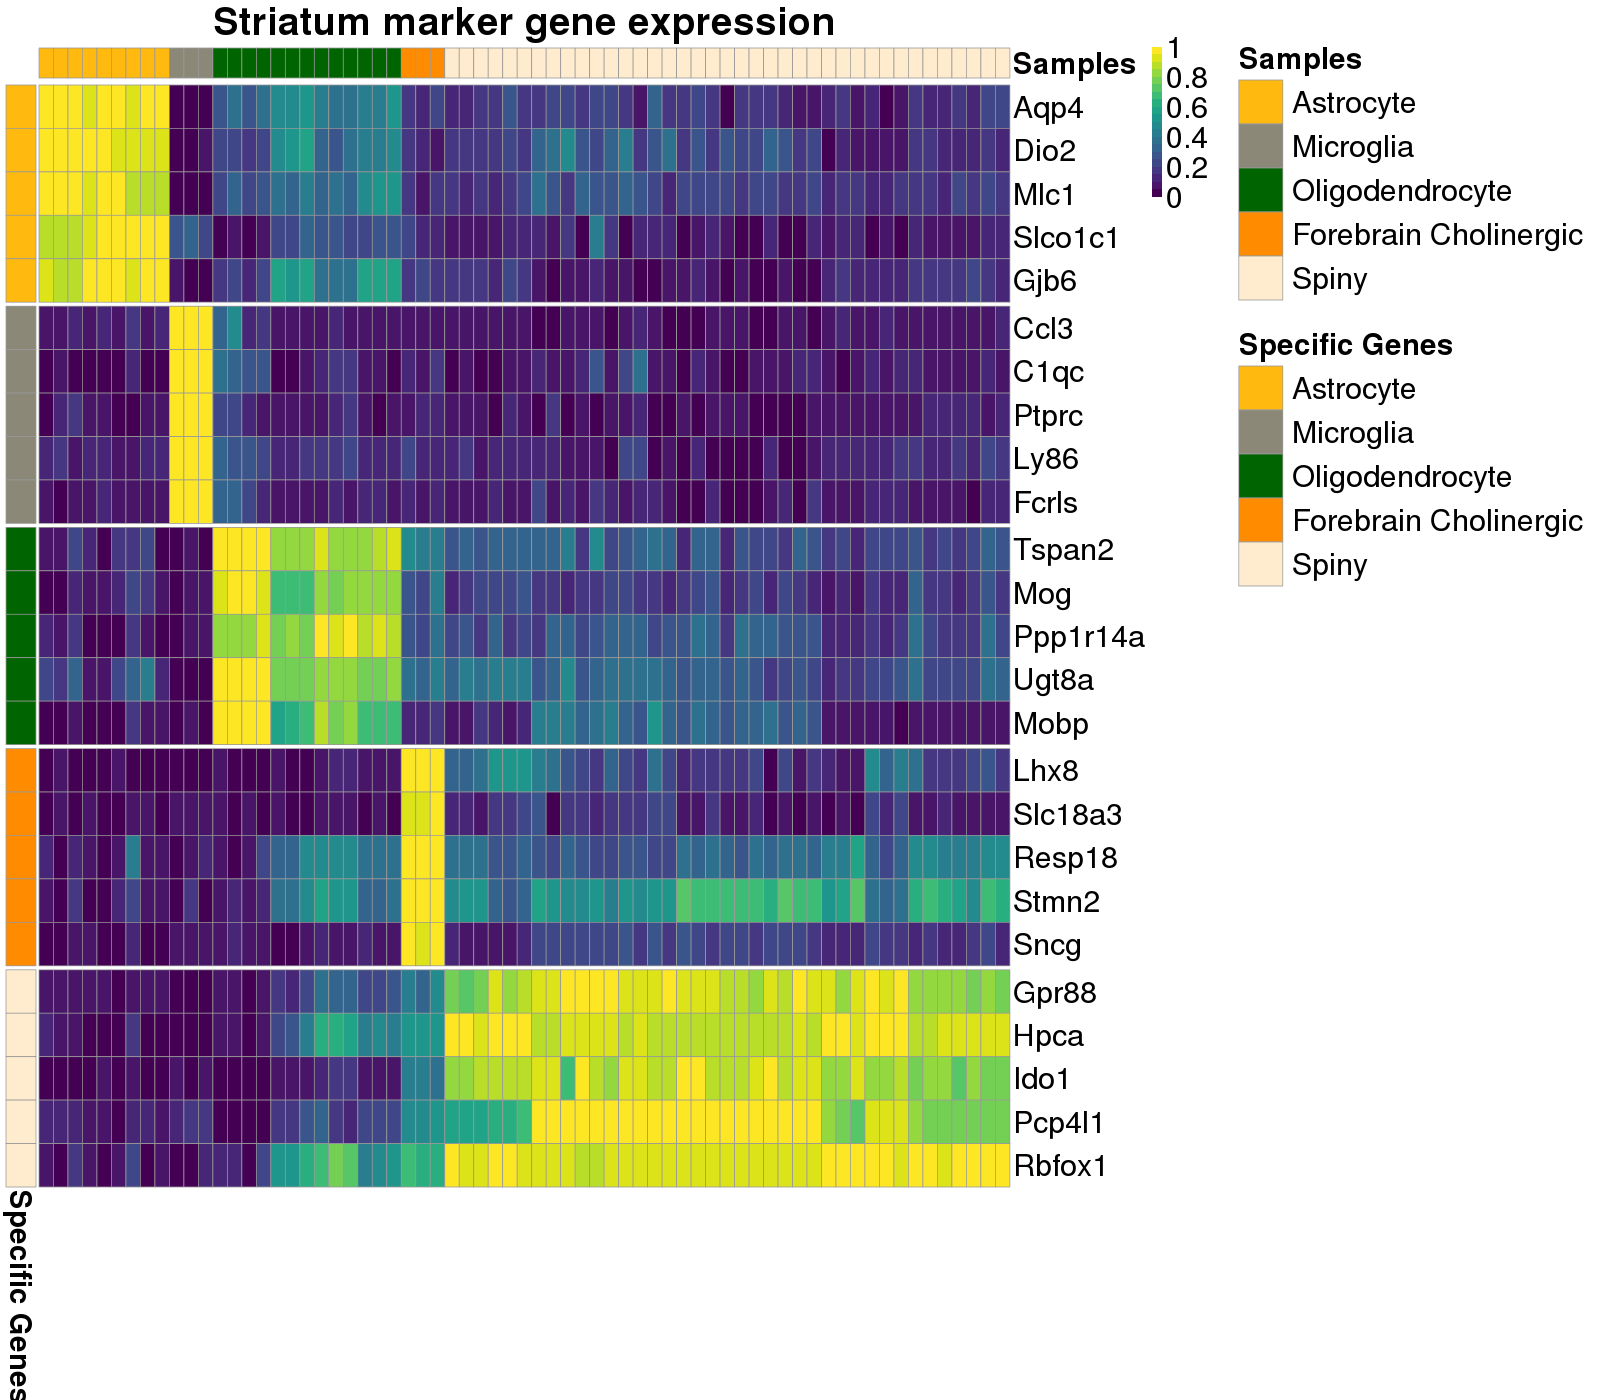 Striatum marker gene expression
Samples
1
0.8
0.6
0.4
0.2
0
Aqp4
Dio2
Mlc1
Slco1c1
Gjb6
Ccl3
C1qc
Ptprc
Ly86
Fcrls
Tspan2
Mog
Ppp1r14a
Ugt8a
Mobp
Lhx8
Slc18a3
Resp18
Stmn2
Sncg
Gpr88
Hpca
Ido1
Pcp4l1
Rbfox1
Specific Genes
Samples
Astrocyte
Microglia
Oligodendrocyte
Forebrain Cholinergic
Spiny
Specific Genes
Astrocyte
Microglia
Oligodendrocyte
Forebrain Cholinergic
Spiny